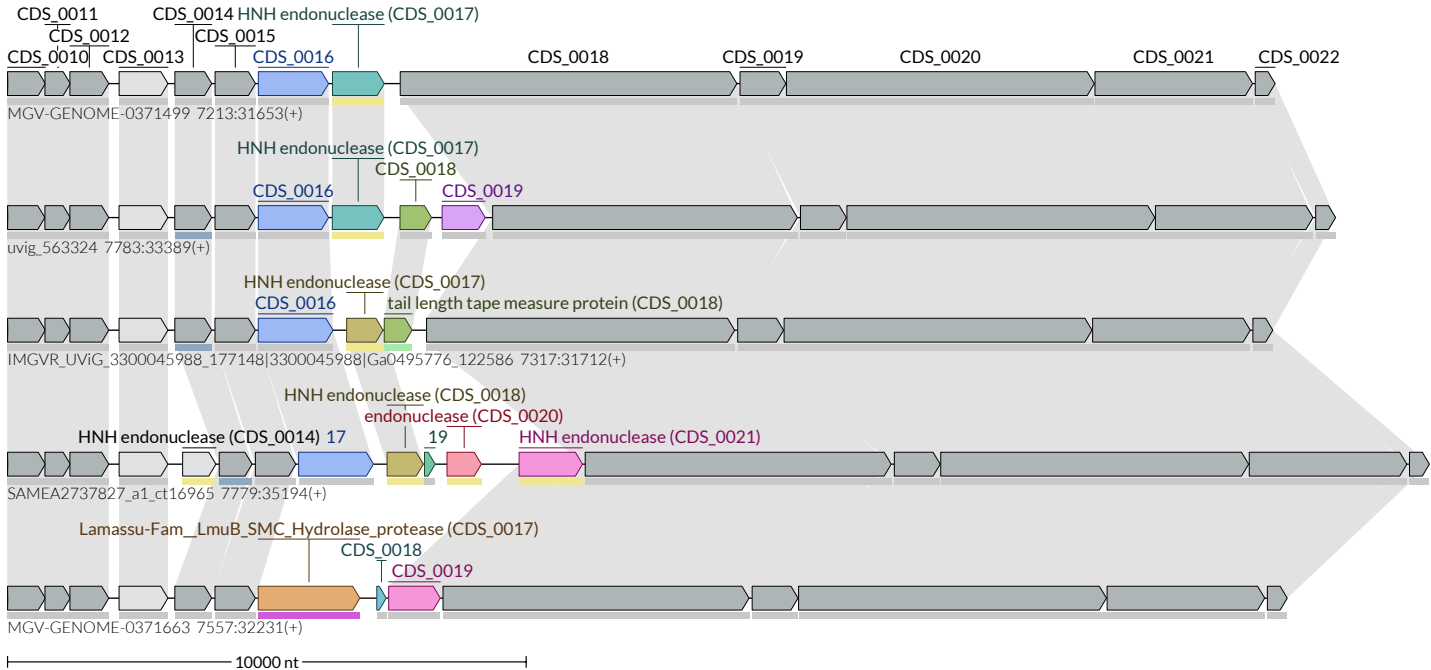 CDS_0011 CDS_0014 HNH endonuclease (CDS_0017)
CDS_0012 CDS_0015
CDS_0010 CDS_0013 CDS_0016 CDS_0018 CDS_0019 CDS_0020 CDS_0021 CDS_0022
MGV-GENOME-0371499 7213:31653(+)
HNH endonuclease (CDS_0017)
CDS_0018
CDS_0016 CDS_0019
uvig_563324 7783:33389(+)
HNH endonuclease (CDS_0017)
CDS_0016 tail length tape measure protein (CDS_0018)
IMGVR_UViG_3300045988_177148|3300045988|Ga0495776_122586 7317:31712(+)
HNH endonuclease (CDS_0018)
endonuclease (CDS_0020)
HNH endonuclease (CDS_0014) 17 19 HNH endonuclease (CDS_0021)
SAMEA2737827_a1_ct16965 7779:35194(+)
Lamassu-Fam__LmuB_SMC_Hydrolase_protease (CDS_0017)
CDS_0018
CDS_0019
MGV-GENOME-0371663 7557:32231(+)
10000 nt